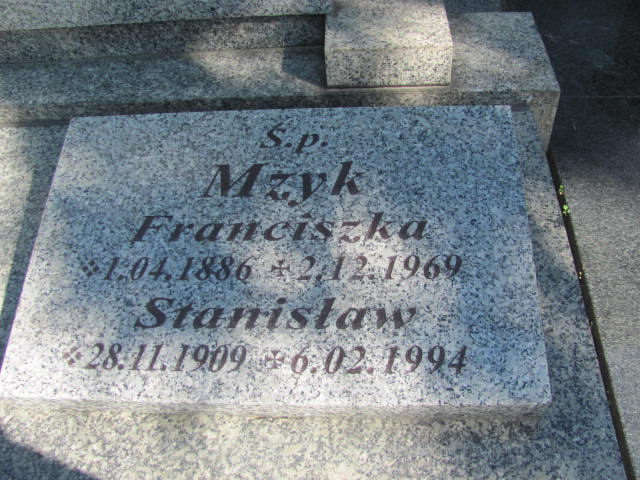 Ś.p.
Mzyk
Franciszka
* 1.04.1886 ✠ 2.12.1969
Stanisław
* 28.11.1909 ✠ 6.02.1994